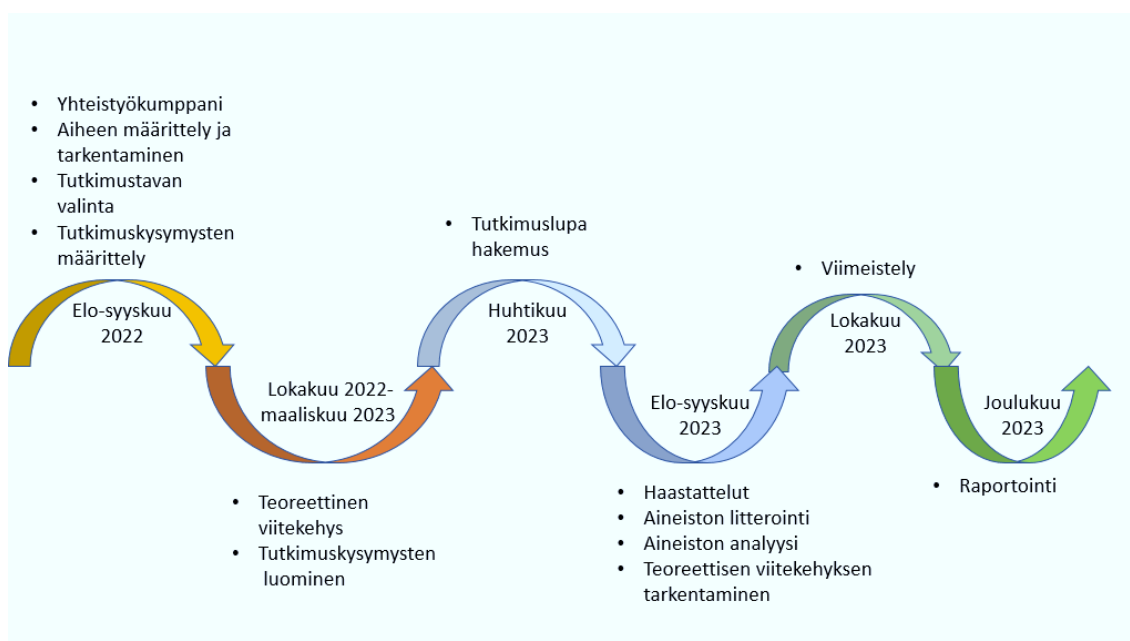 • Yhteistyökumppani
• Aiheen määrittely ja
tarkentaminen
• Tutkimustavan
valinta
• Tutkimuskysymysten
määrittely
Elo-syyskuu
2022
Lokakuu 2022-
maaliskuu 2023
• Teoreettinen
viitekehys
• Tutkimuskysymysten
luominen
• Tutkimuslupa
hakemus
Huhtikuu
2023
Elo-syyskuu
2023
• Haastattelut
• Aineiston litterointi
• Aineiston analyysi
• Teoreettisen viitekehyksen
tarkentaminen
• Viimeistely
Lokakuu
2023
Joulukuu
2023
• Raportointi